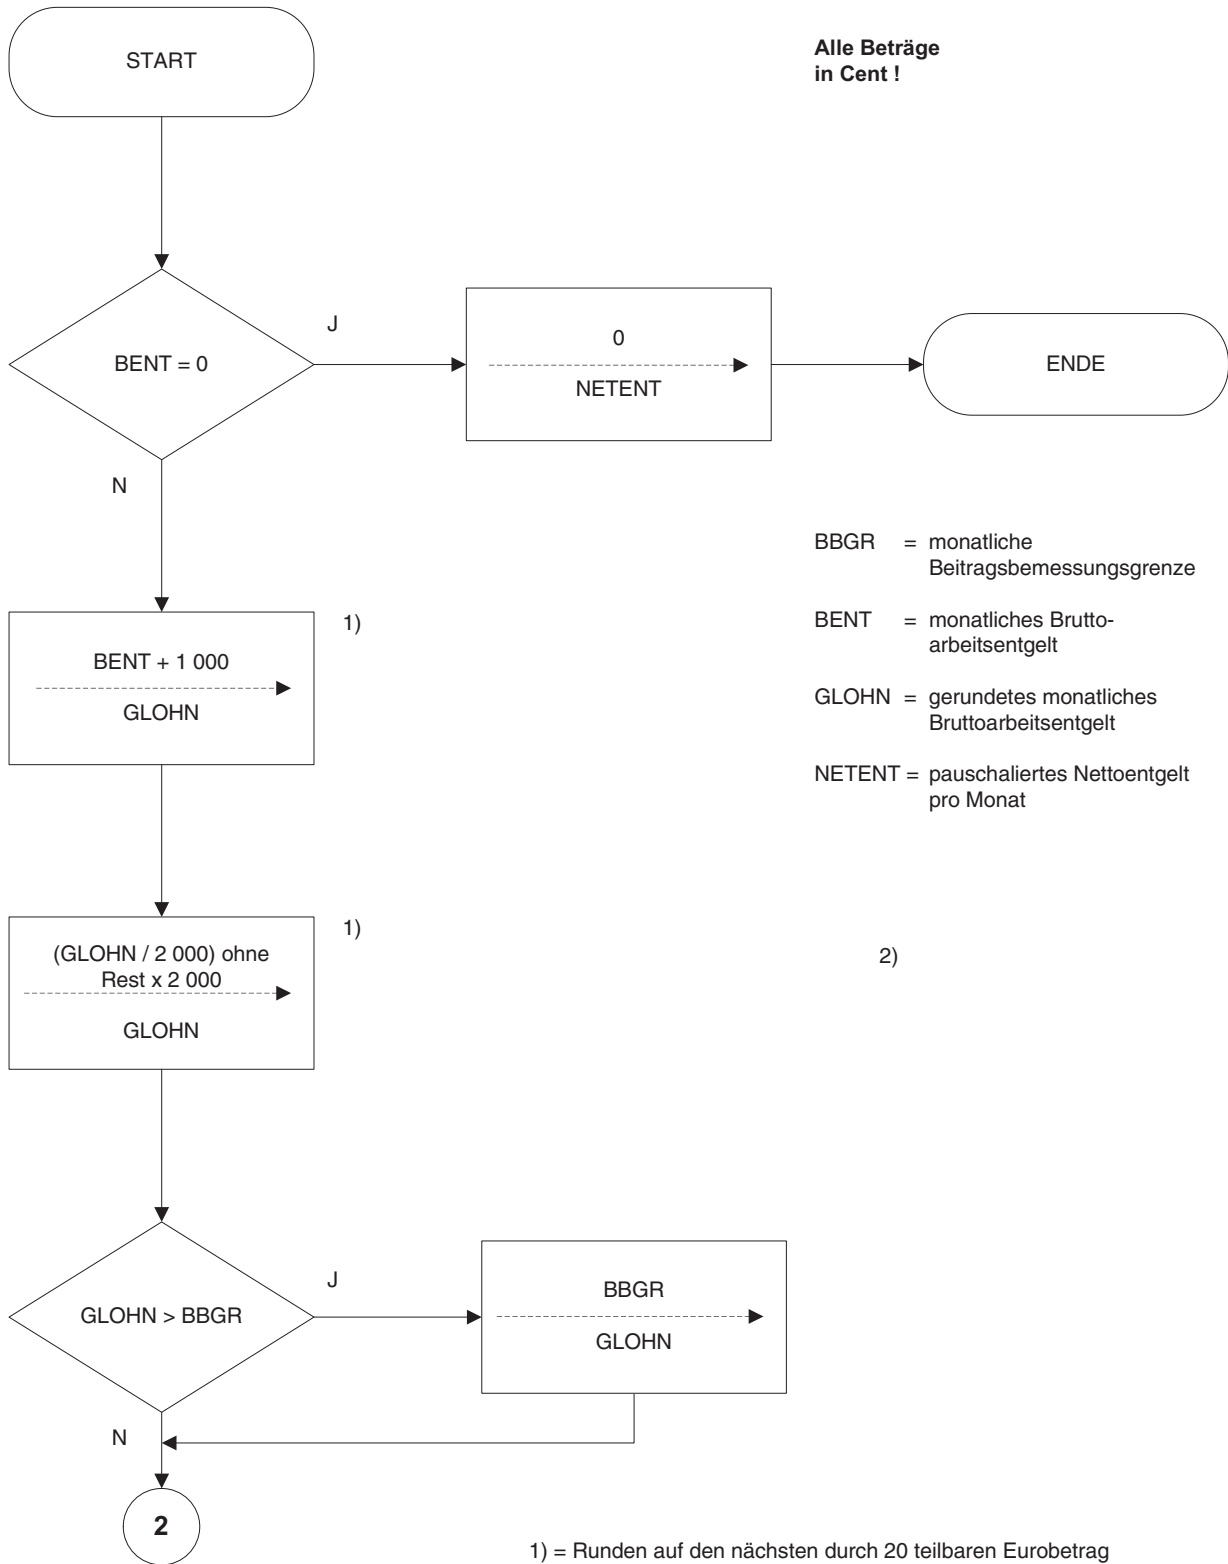 START
Alle Beträge
in Cent !
BENT = 0
J
0
NETENT
ENDE
N
BBGR = monatliche
Beitragsbemessungsgrenze
BENT = monatliches Brutto-
arbeitsentgelt
GLOHN = gerundetes monatliches
Bruttoarbeitsentgelt
NETENT = pauschaliertes Nettoentgelt
pro Monat
1)
BENT + 1 000
GLOHN
1)
(GLOHN / 2 000) ohne
Rest x 2 000
GLOHN
2)
GLOHN > BBGR
J
BBGR
GLOHN
N
2
1) = Runden auf den nächsten durch 20 teilbaren Eurobetrag